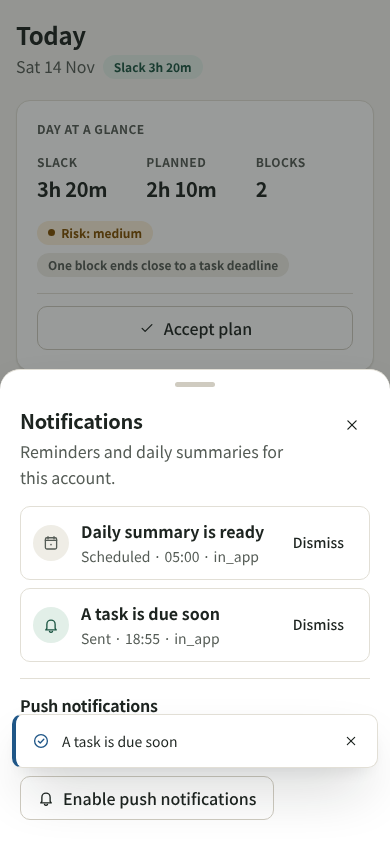 Today
Sat 14 Nov Slack 3h 20m
DAY AT A GLANCE
SLACK PLANNED BLOCKS
3h 20m 2h 10m 2
Risk: medium
One block ends close to a task deadline
Accept plan
Notifications
Reminders and daily summaries for
this account.
Daily summary is ready
Scheduled · 05:00 · in_app
Dismiss
A task is due soon
Sent · 18:55 · in_app
Dismiss
Push notifications
A task is due soon
Enable push notifications